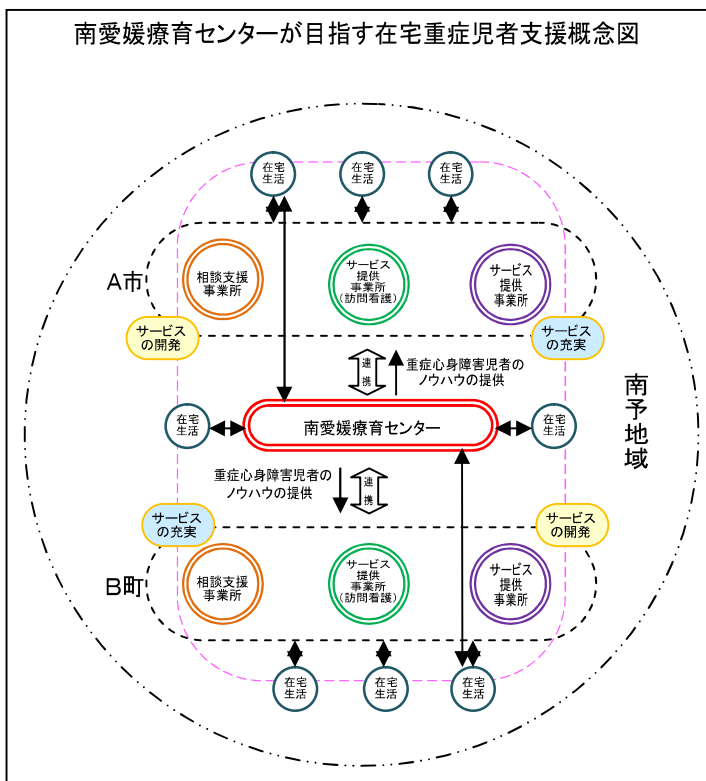 南愛媛療育センターが目指す在宅重症児者支援概念図
在宅
生活
在宅
生活
在宅
生活
A市
相談支援
事業所
サービス
提供
事業所
(訪問看護)
サービス
提供
事業所
サービス
の開発
サービス
の充実
連
携
重症心身障害児者の
ノウハウの提供
南予地域
在宅
生活
南愛媛療育センター
在宅
生活
重症心身障害児者の
ノウハウの提供
連
携
サービス
の充実
サービス
の開発
B町
相談支援
事業所
サービス
提供
事業所
(訪問看護)
サービス
提供
事業所
在宅
生活
在宅
生活
在宅
生活